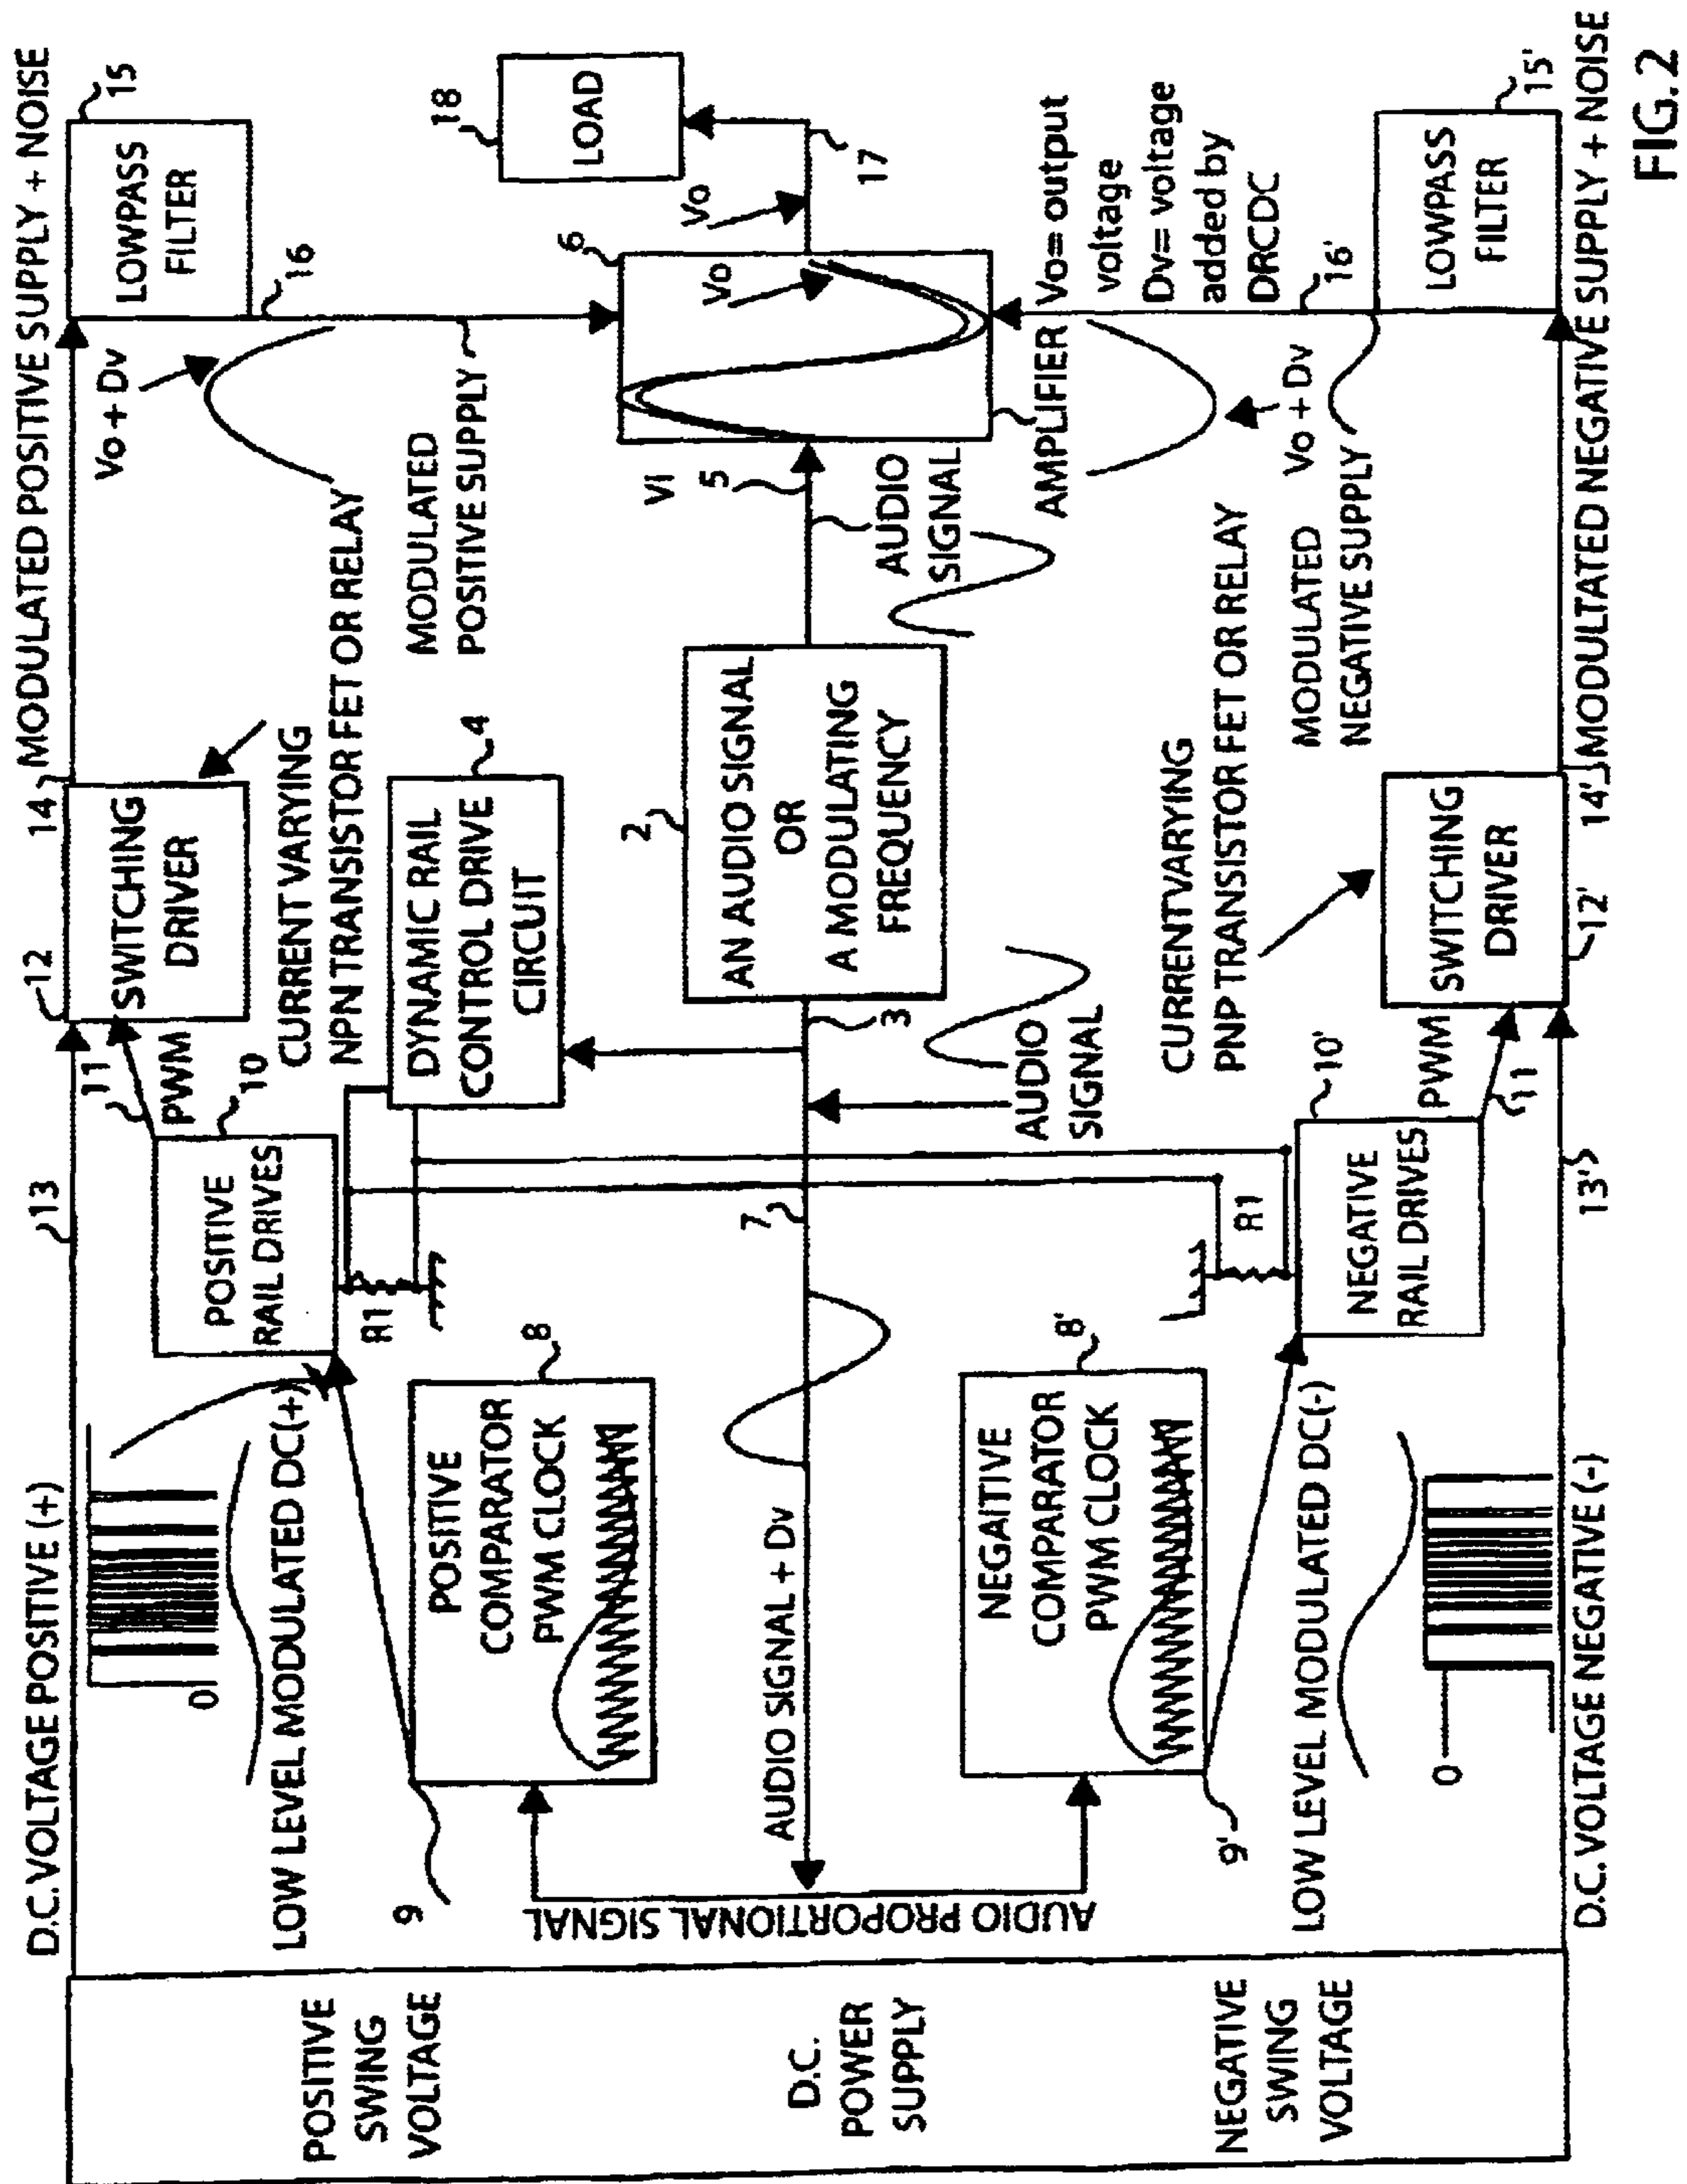 D.C. VOLTAGE POSITIVE (+)
13
12
14
MODULATED POSITIVE SUPPLY + NOISE
15
LOWPASS
FILTER
SWITCHING
DRIVER
11
PWM
10
POSITIVE
RAIL DRIVES
0
LOW LEVEL MODULATED DC(+)
CURRENT VARYING
NPN TRANSISTOR FET OR RELAY
Vo + Dv
16
MODULATED
POSITIVE SUPPLY
R1
DYNAMIC RAIL
CONTROL DRIVE
CIRCUIT
4
POSITIVE
SWING
VOLTAGE
9
8
POSITIVE
COMPARATOR
PWM CLOCK
18
LOAD
6
Vo
Vo
17
2
AN AUDIO SIGNAL
OR
A MODULATING
FREQUENCY
VI
5
AUDIO
SIGNAL
AMPLIFIER
Vo= output
voltage
Dv= voltage
added by
DRCDC
D.C.
POWER
SUPPLY
AUDIO PROPORTIONAL SIGNAL
AUDIO SIGNAL + Dv
7
3
AUDIO
SIGNAL
8'
NEGAITIVE
COMPARATOR
PWM CLOCK
9'
NEGATIVE
SWING
VOLTAGE
R1
CURRENTVARYING
PNP TRANSISTOR FET OR RELAY
Vo + Dv
16'
MODULATED
NEGATIVE SUPPLY
LOW LEVEL MODULATED DC(-)
10'
NEGATIVE
RAIL DRIVES
PWM
11
SWITCHING
DRIVER
LOWPASS
FILTER
15'
0
D.C. VOLTAGE NEGATIVE (-)
13'
12'
14'
MODULTATED NEGATIVE SUPPLY + NOISE
FIG.2